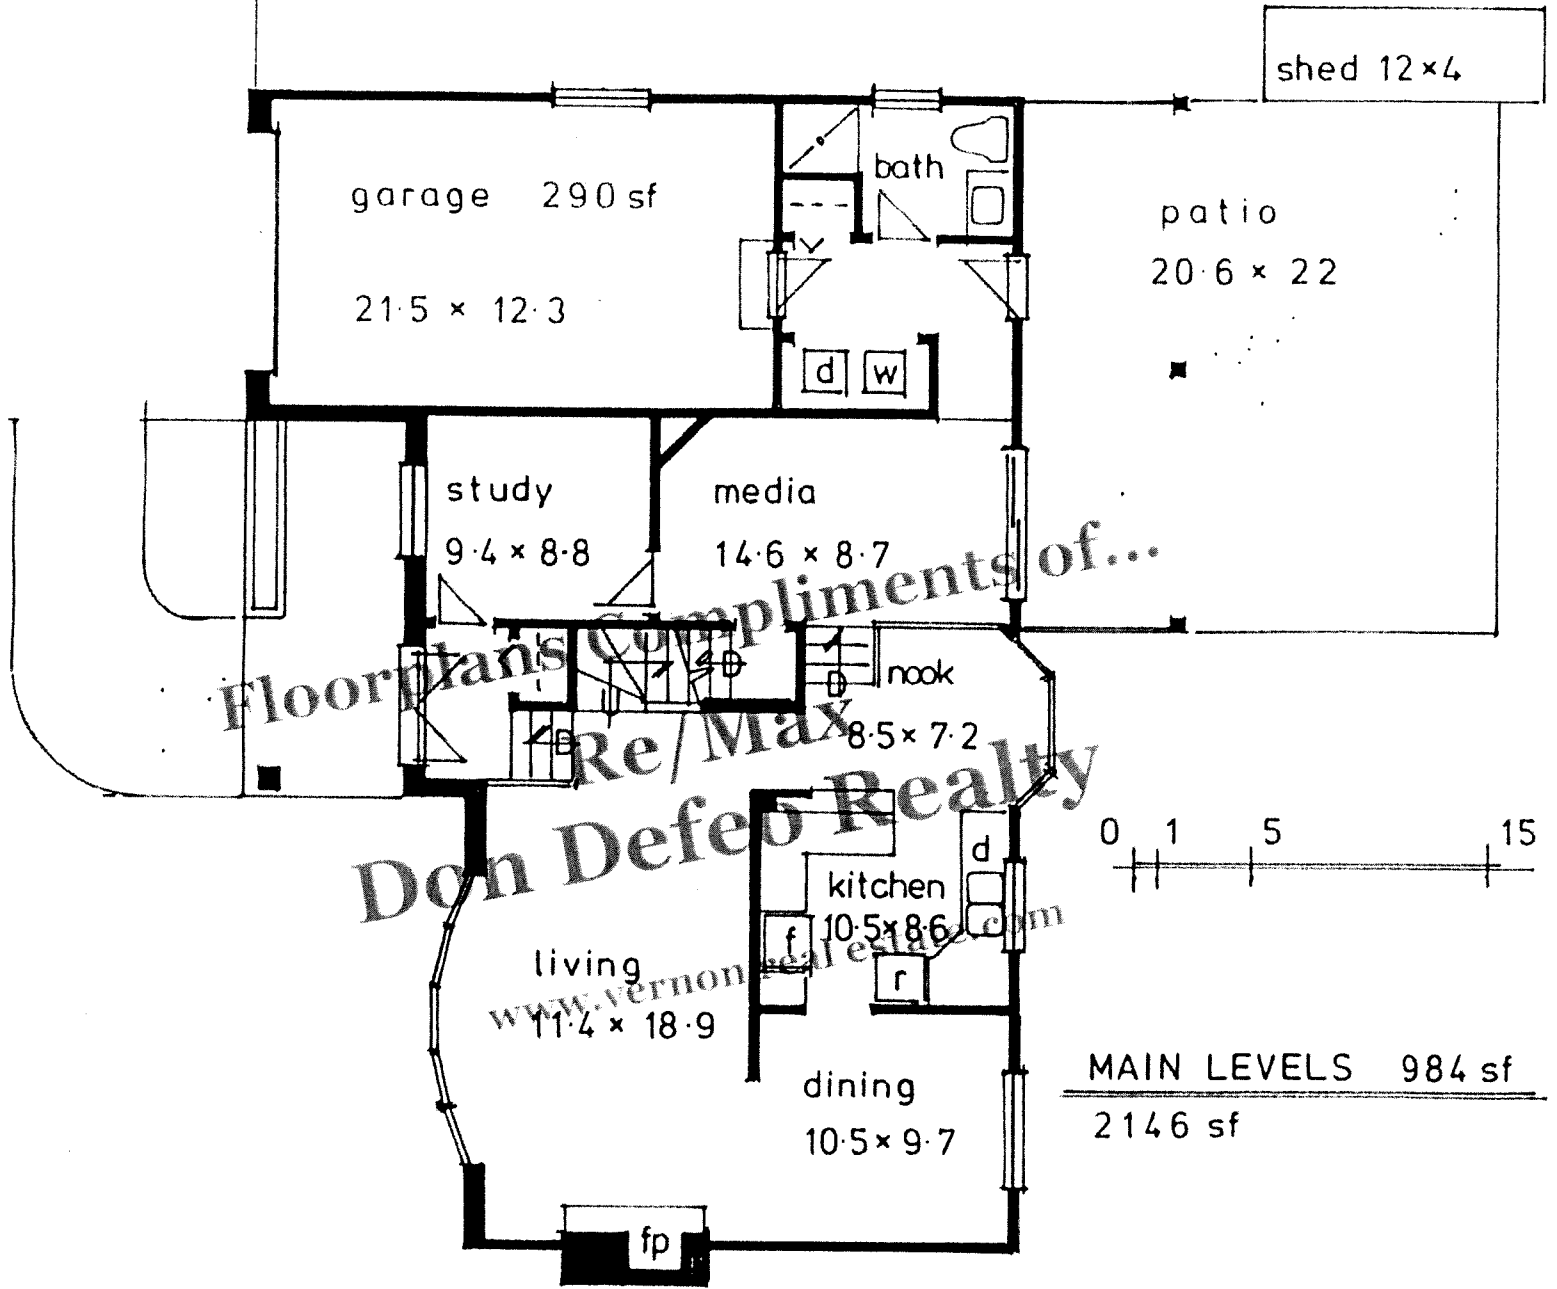 shed 12×4
garage 290 sf
21·5 × 12·3
bath
patio
20·6 × 22
d
w
study
9·4 × 8·8
media
14·6 × 8·7
Floorplans Compliments of...
Re/Max
Don Defeo Realty
www.vernon real estate.com
D
D
D
nook
8·5 × 7·2
0 1 5 15
d
kitchen
10·5 × 8·6
f
r
living
11·4 × 18·9
dining
10·5 × 9·7
fp
MAIN LEVELS 984 sf
2146 sf